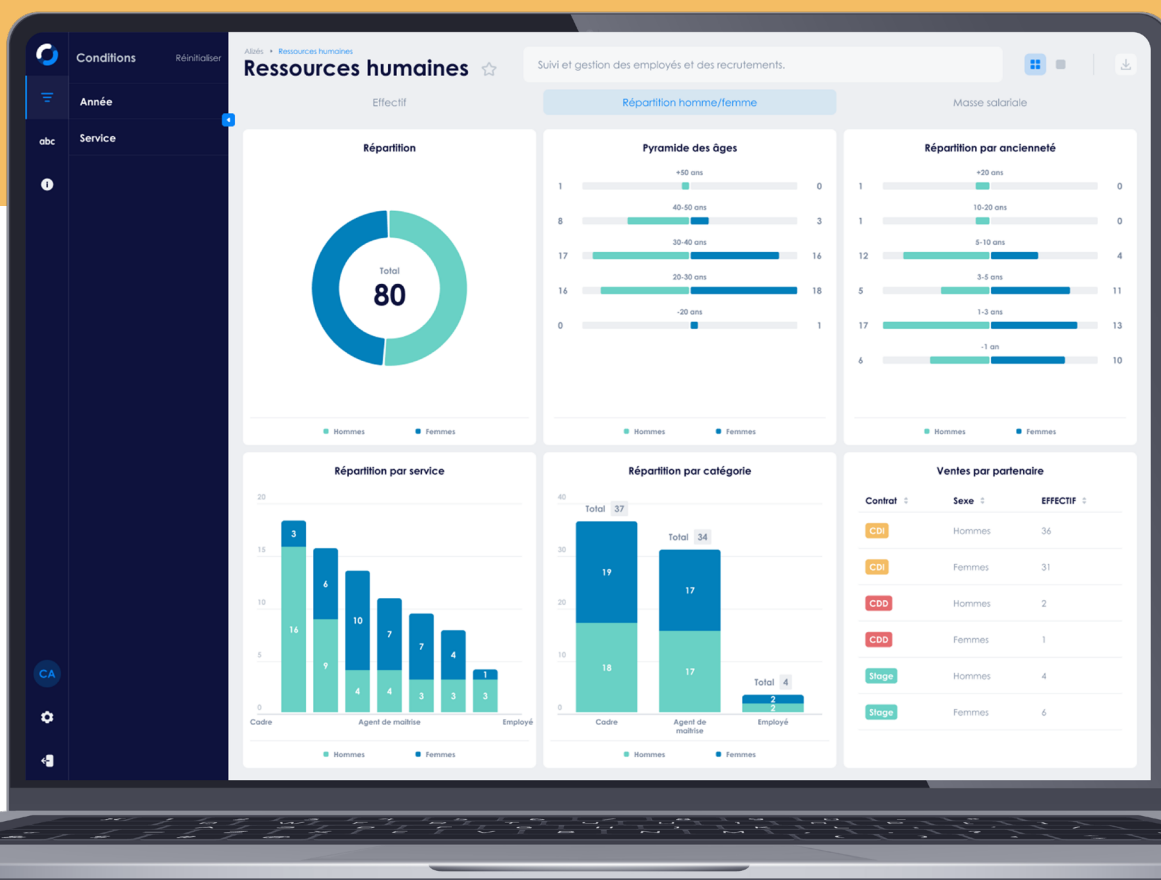 Conditions
Réinitialiser
Année
abc
Service
CA
Alizés • Ressources humaines
Ressources humaines
Suivi et gestion des employés et des recrutements.
Effectif
Répartition homme/femme
Masse salariale
Répartition
Total
80
Hommes
Femmes
Pyramide des âges
+50 ans
1 0
40-50 ans
8 3
30-40 ans
17 16
20-30 ans
16 18
-20 ans
0 1
Hommes
Femmes
Répartition par ancienneté
+20 ans
1 0
10-20 ans
1 0
5-10 ans
12 4
3-5 ans
5 11
1-3 ans
17 13
-1 an
6 10
Hommes
Femmes
Répartition par service
20
15
10
5
0
3
16
6
9
10
4
7
4
7
3
4
3
1
3
Cadre
Agent de maîtrise
Employé
Hommes
Femmes
Répartition par catégorie
40
30
20
10
0
Total 37
19
18
Total 34
17
17
Total 4
2
2
Cadre
Agent de
maîtrise
Employé
Hommes
Femmes
Ventes par partenaire
Contrat Sexe EFFECTIF
CDI Hommes 36
CDI Femmes 31
CDD Hommes 2
CDD Femmes 1
Stage Hommes 4
Stage Femmes 6